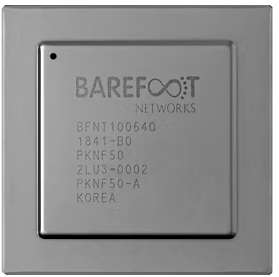 BAREFOOT
NETWORKS
BFNT10064Q
1841-B0
PKNF50
2LU3-0002
PKNF50-A
KOREA